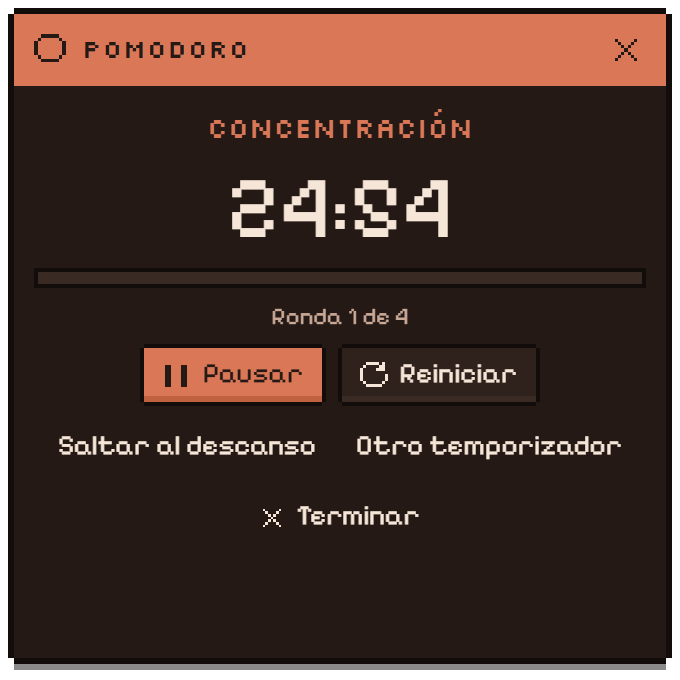 POMODORO
CONCENTRACIÓN
24:54
Ronda 1 de 4
Pausar Reiniciar
Saltar al descanso Otro temporizador
Terminar